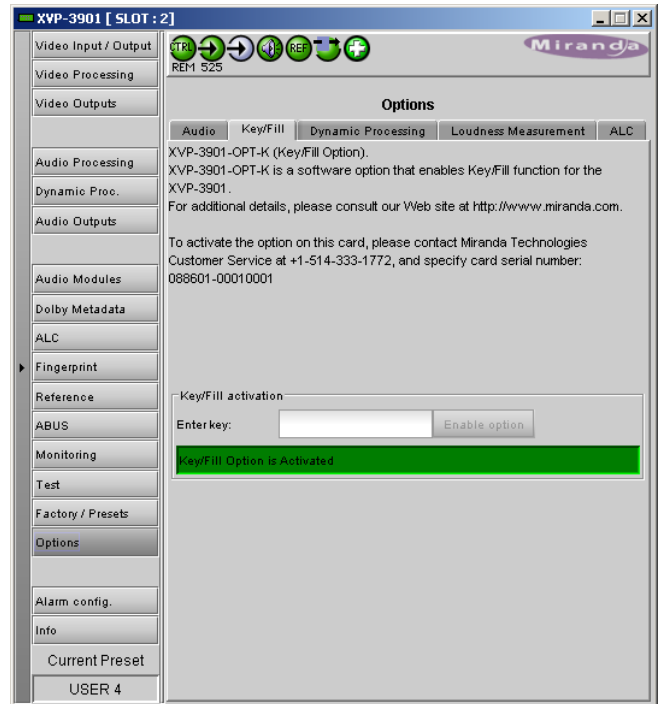 XVP-3901 [ SLOT : 2]
Video Input / Output
Video Processing
Video Outputs
Audio Processing
Dynamic Proc.
Audio Outputs
Audio Modules
Dolby Metadata
ALC
Fingerprint
Reference
ABUS
Monitoring
Test
Factory / Presets
Options
Alarm config.
Info
Current Preset
USER 4
CTRL
REF
REM 525
Miranda
Options
Audio
Key/Fill
Dynamic Processing
Loudness Measurement
ALC
XVP-3901-OPT-K (Key/Fill Option).
XVP-3901-OPT-K is a software option that enables Key/Fill function for the
XVP-3901.
For additional details, please consult our Web site at http://www.miranda.com.
To activate the option on this card, please contact Miranda Technologies
Customer Service at +1-514-333-1772, and specify card serial number:
088601-00010001
Key/Fill activation
Enter key:
Enable option
Key/Fill Option is Activated